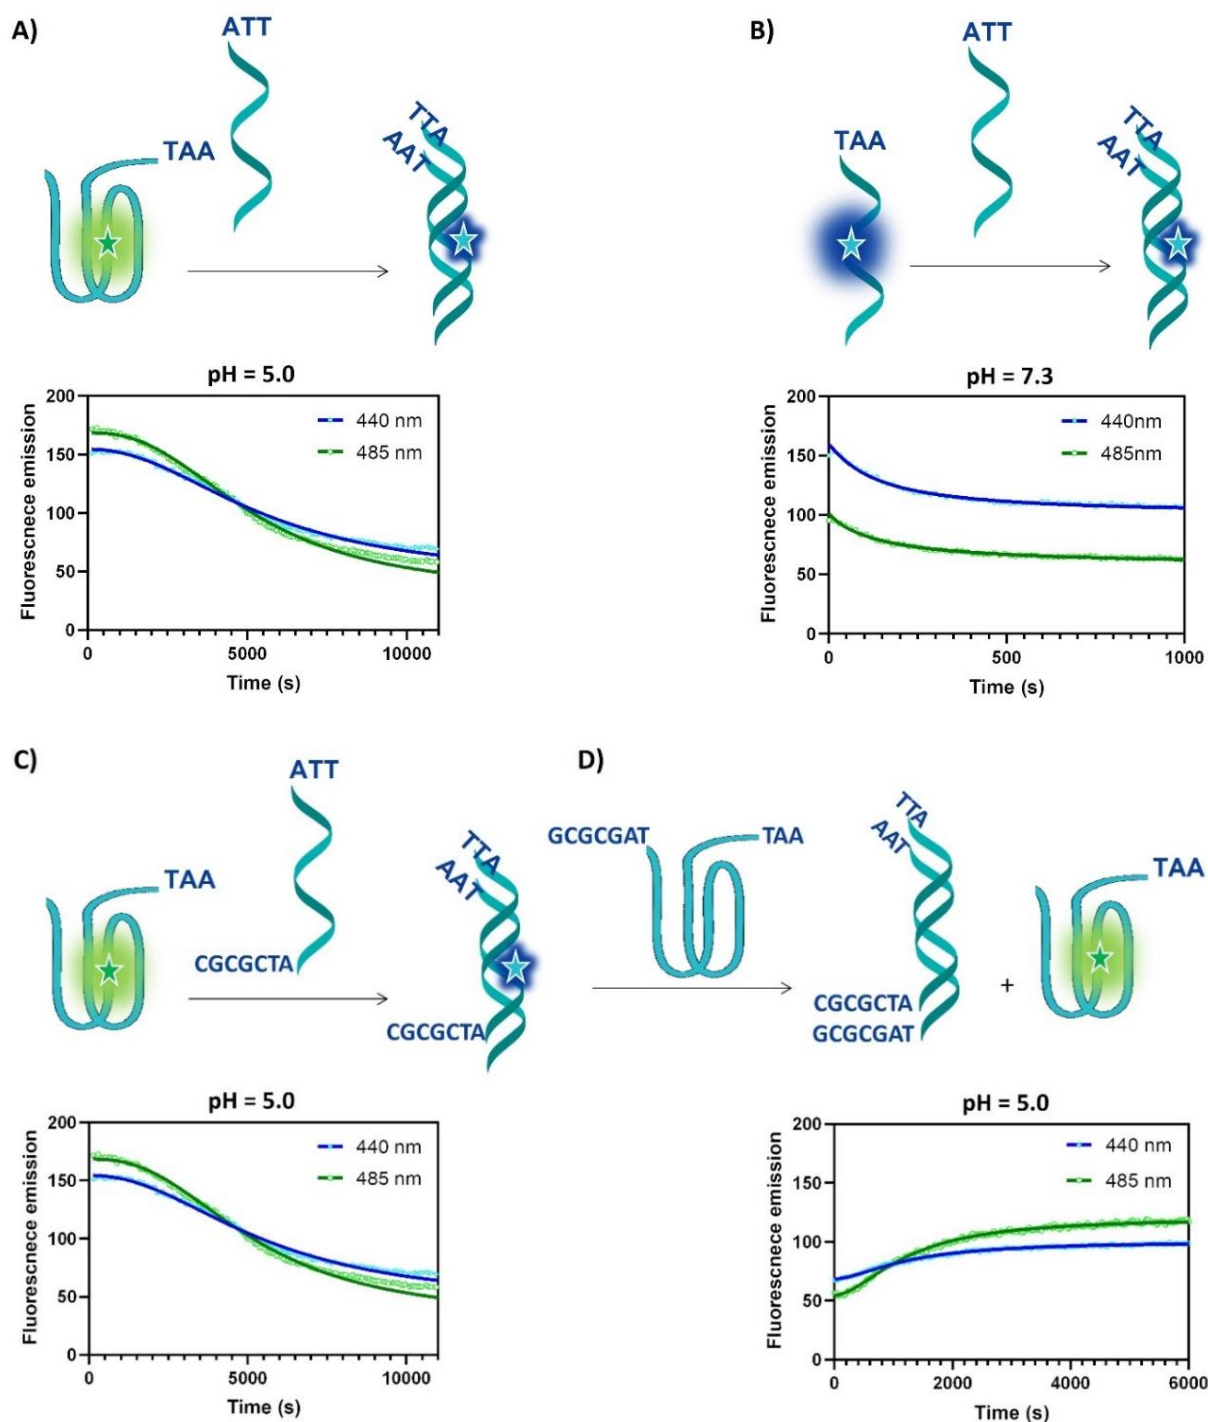 A)
ATT
TAA
TTA
AAT
pH = 5.0
200
150
100
50
0
Fluorescnece emission
440 nm
485 nm
0
5000
10000
Time (s)
B)
ATT
TAA
TTA
AAT
pH = 7.3
200
150
100
50
0
Fluorescnece emission
440nm
485nm
0
500
1000
Time (s)
C)
ATT
TAA
CGCGCTA
TTA
AAT
CGCGCTA
pH = 5.0
200
150
100
50
0
Fluorescnece emission
440 nm
485 nm
0
5000
10000
Time (s)
D)
GCGCGAT
TAA
TTA
AAT
CGCGCTA
GCGCGAT
+
TAA
pH = 5.0
200
150
100
50
0
Fluorescnece emission
440 nm
485 nm
0
2000
4000
6000
Time (s)